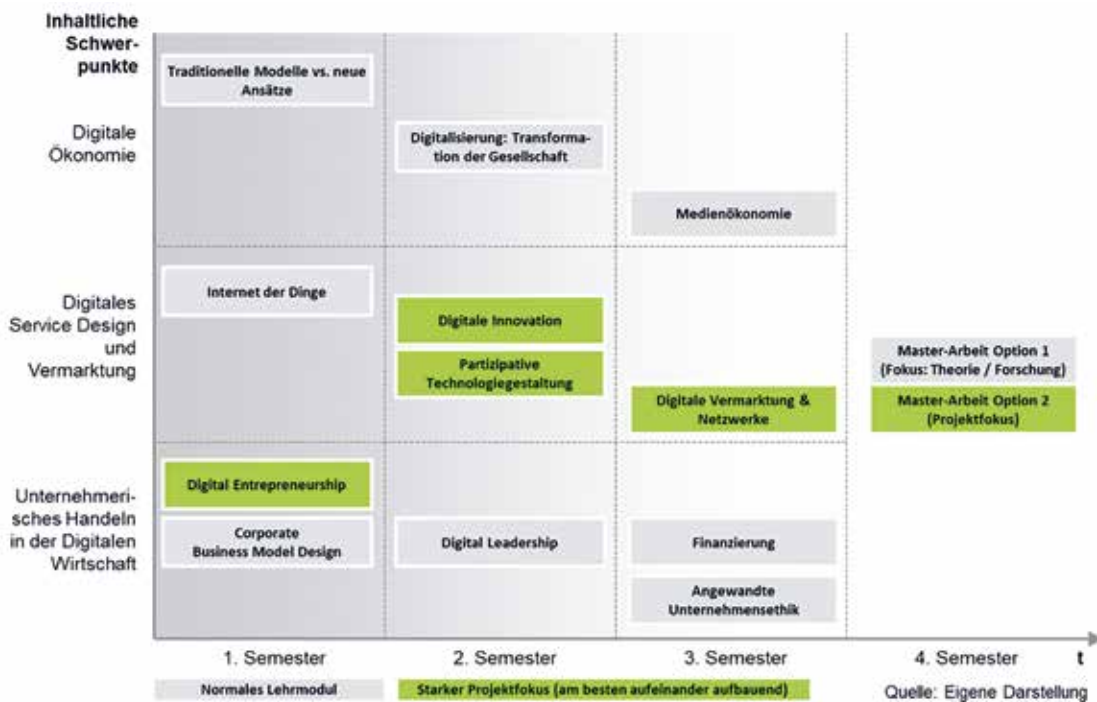 Inhaltliche
Schwer-
punkte
Traditionelle Modelle vs. neue
Ansätze
Digitale
Ökonomie
Digitalisierung: Transforma-
tion der Gesellschaft
Medienökonomie
Digitales
Service Design
und
Vermarktung
Internet der Dinge
Digitale Innovation
Partizipative
Technologiegestaltung
Digitale Vermarktung &
Netzwerke
Master-Arbeit Option 1
(Fokus: Theorie / Forschung)
Master-Arbeit Option 2
(Projektfokus)
Unternehmeri-
sches Handeln
in der Digitalen
Wirtschaft
Digital Entrepreneurship
Corporate
Business Model Design
Digital Leadership
Finanzierung
Angewandte
Unternehmensethik
1. Semester
2. Semester
3. Semester
4. Semester
t
Normales Lehrmodul
Starker Projektfokus (am besten aufeinander aufbauend)
Quelle: Eigene Darstellung